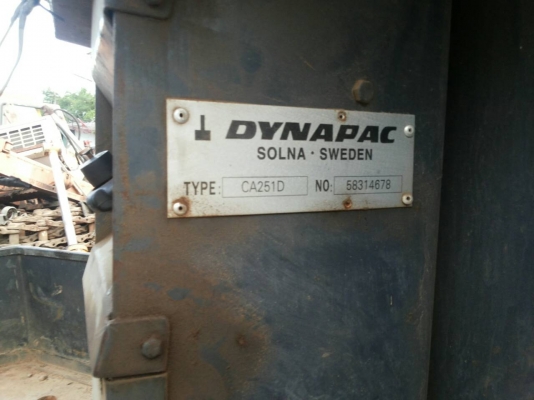 DYNAPAC
SOLNA · SWEDEN
TYPE: CA251D NO: 58314678